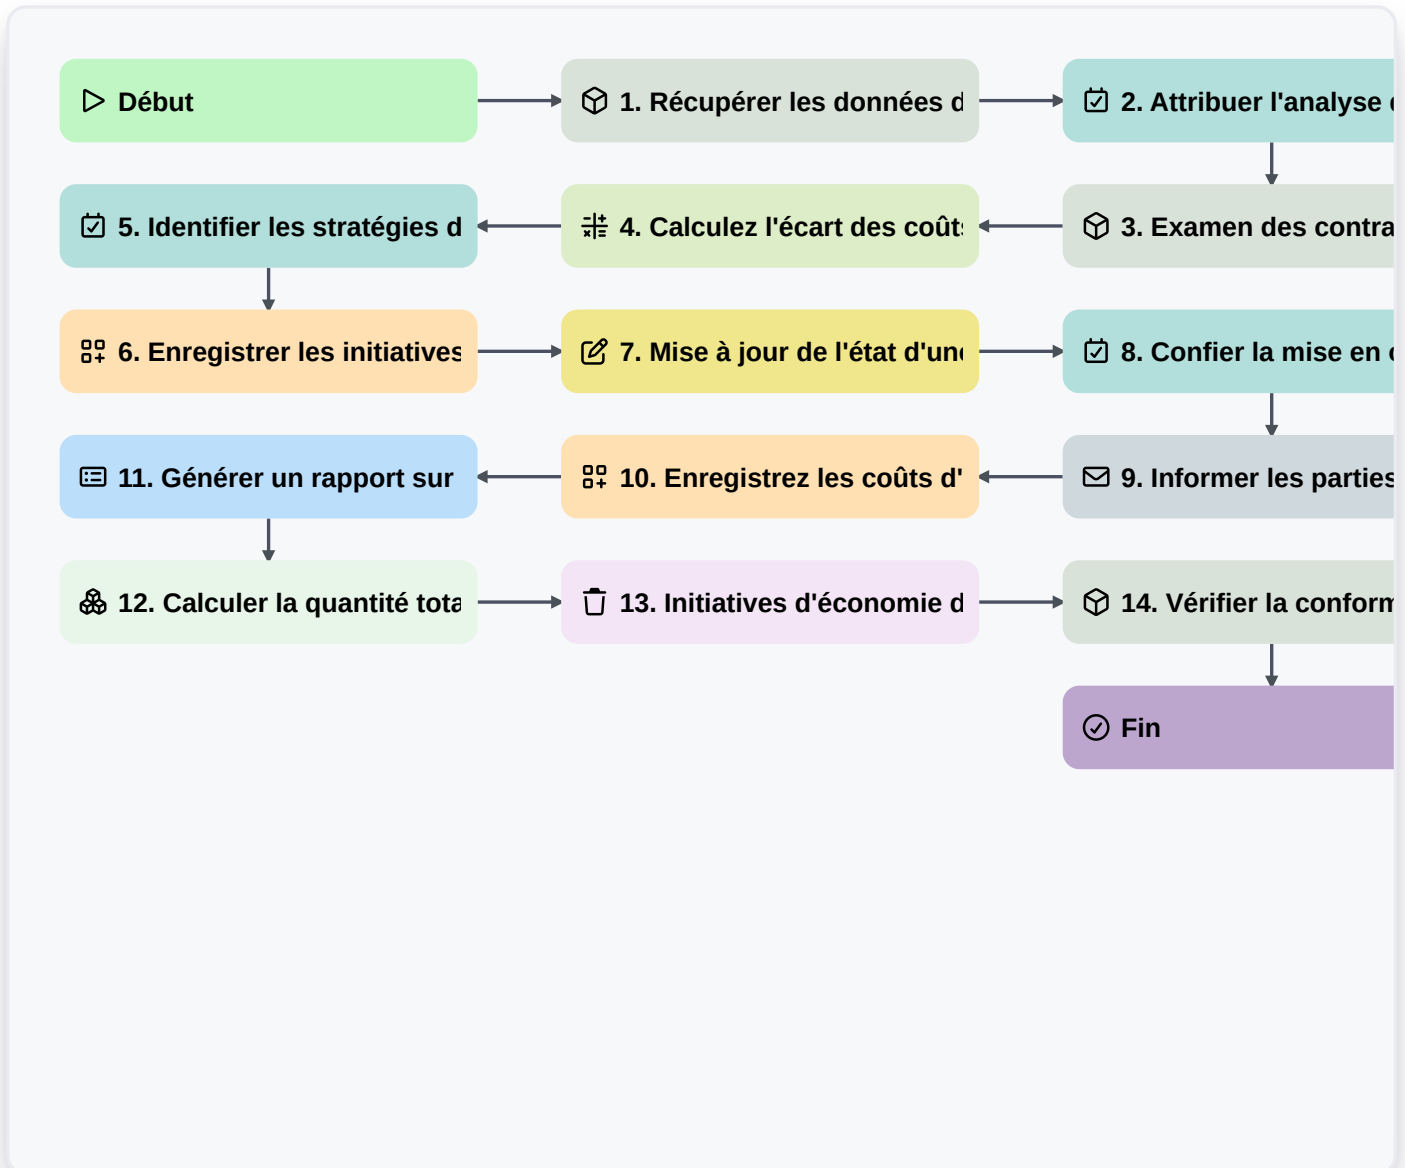 Début
1. Récupérer les données d
2. Attribuer l'analyse
5. Identifier les stratégies d
4. Calculez l'écart des coûts
3. Examen des contra
6. Enregistrer les initiatives
7. Mise à jour de l'état d'une
8. Confier la mise en
11. Générer un rapport sur
10. Enregistrez les coûts d'
9. Informer les parties
12. Calculer la quantité tota
13. Initiatives d'économie d
14. Vérifier la conform
Fin